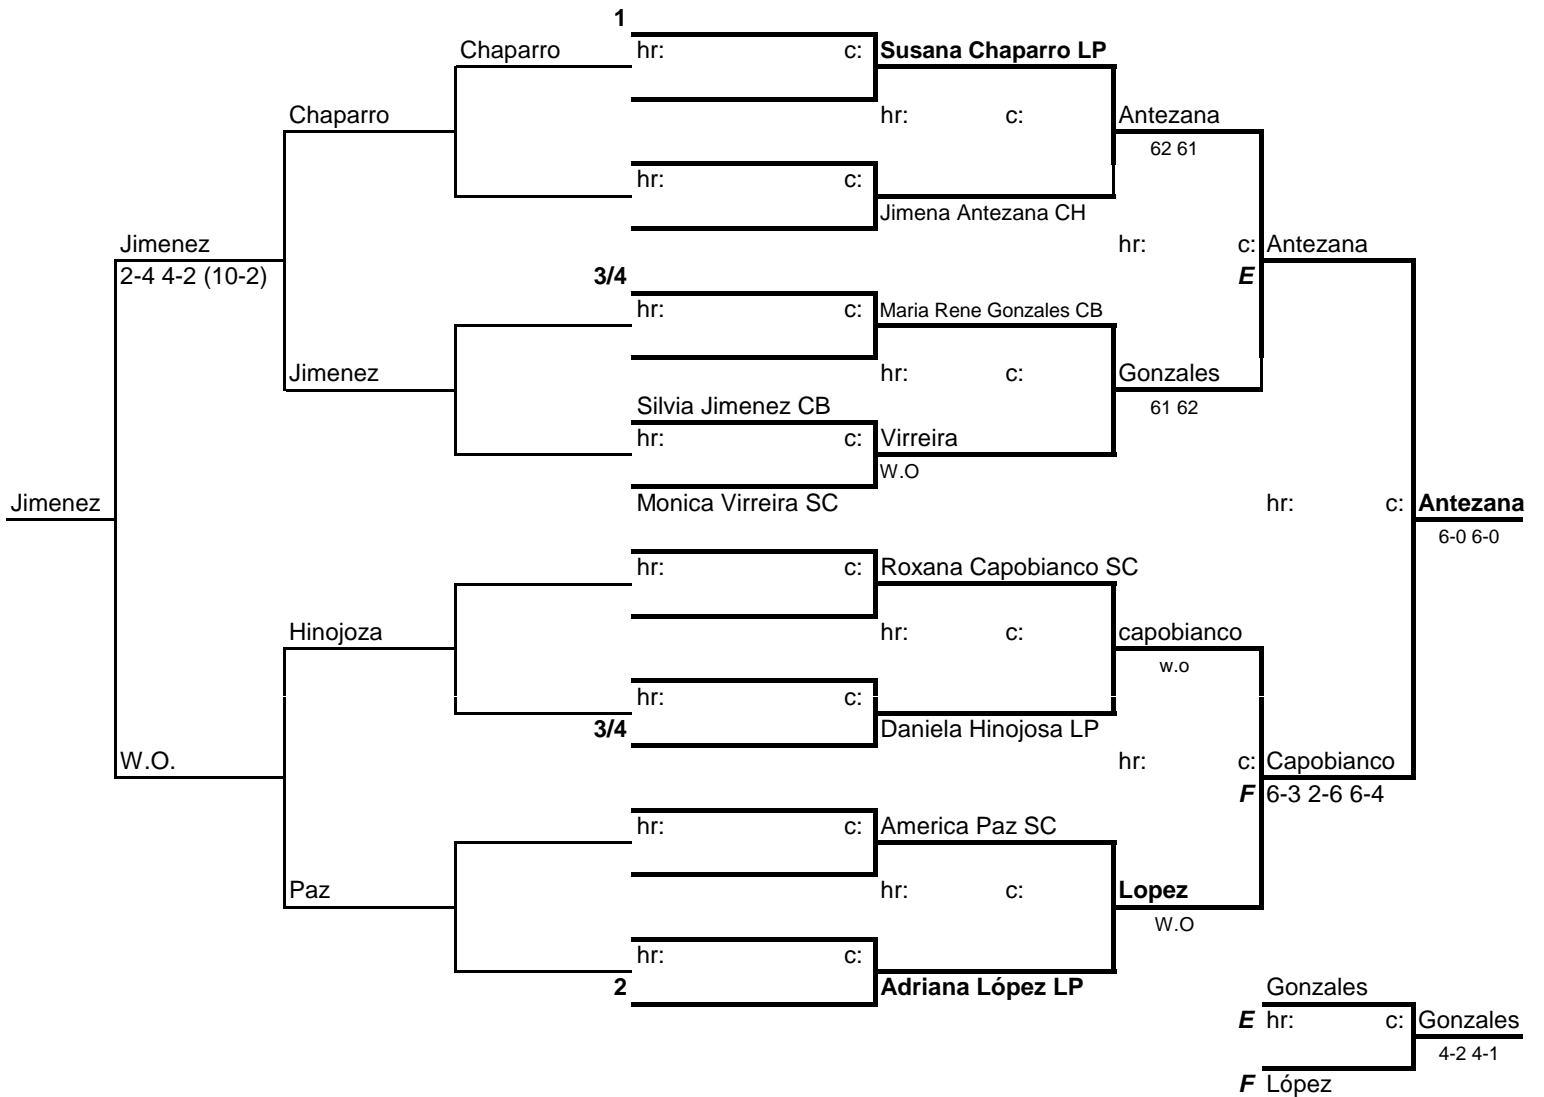 1
Chaparro hr: c: Susana Chaparro LP
Chaparro hr: c: Antezana
62 61
hr: c:
Jimena Antezana CH
Jimenez hr: c: Antezana
2-4 4-2 (10-2) 3/4 E
hr: c: Maria Rene Gonzales CB
Jimenez hr: c: Gonzales
Silvia Jimenez CB 61 62
hr: c: Virreira
W.O
Jimenez Monica Virreira SC hr: c: Antezana
6-0 6-0
hr: c: Roxana Capobianco SC
Hinojoza hr: c: capobianco
w.o
hr: c:
3/4 Daniela Hinojosa LP
W.O. hr: c: Capobianco
F 6-3 2-6 6-4
hr: c: America Paz SC
Paz hr: c: Lopez
W.O
hr: c:
2 Adriana López LP Gonzales
E hr: c: Gonzales
4-2 4-1
F López